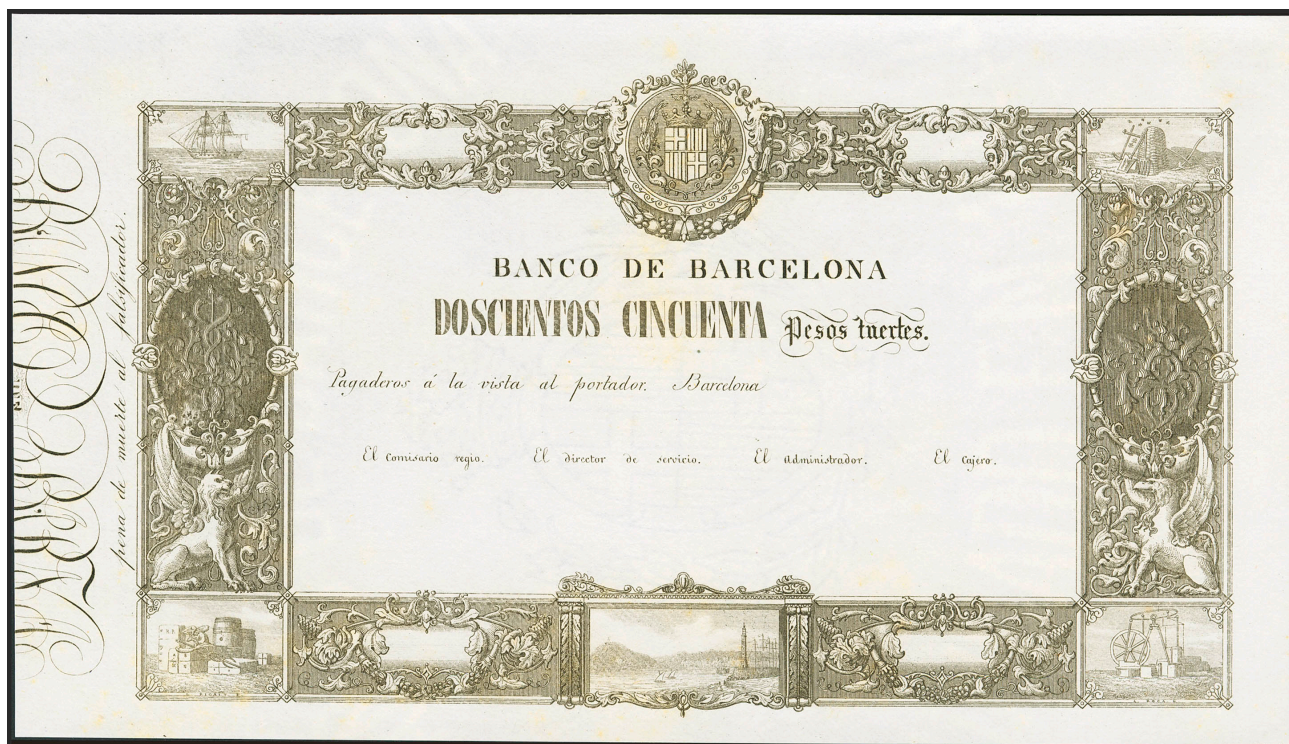 BANCO DE BARCELONA
DOSCIENTOS CINCUENTA Pesos fuertes.
Pagaderos á la vista al portador. Barcelona
El Comisario regio. El director de servicio. El Administrador. El Cajero.
pena de muerte al falsificador.